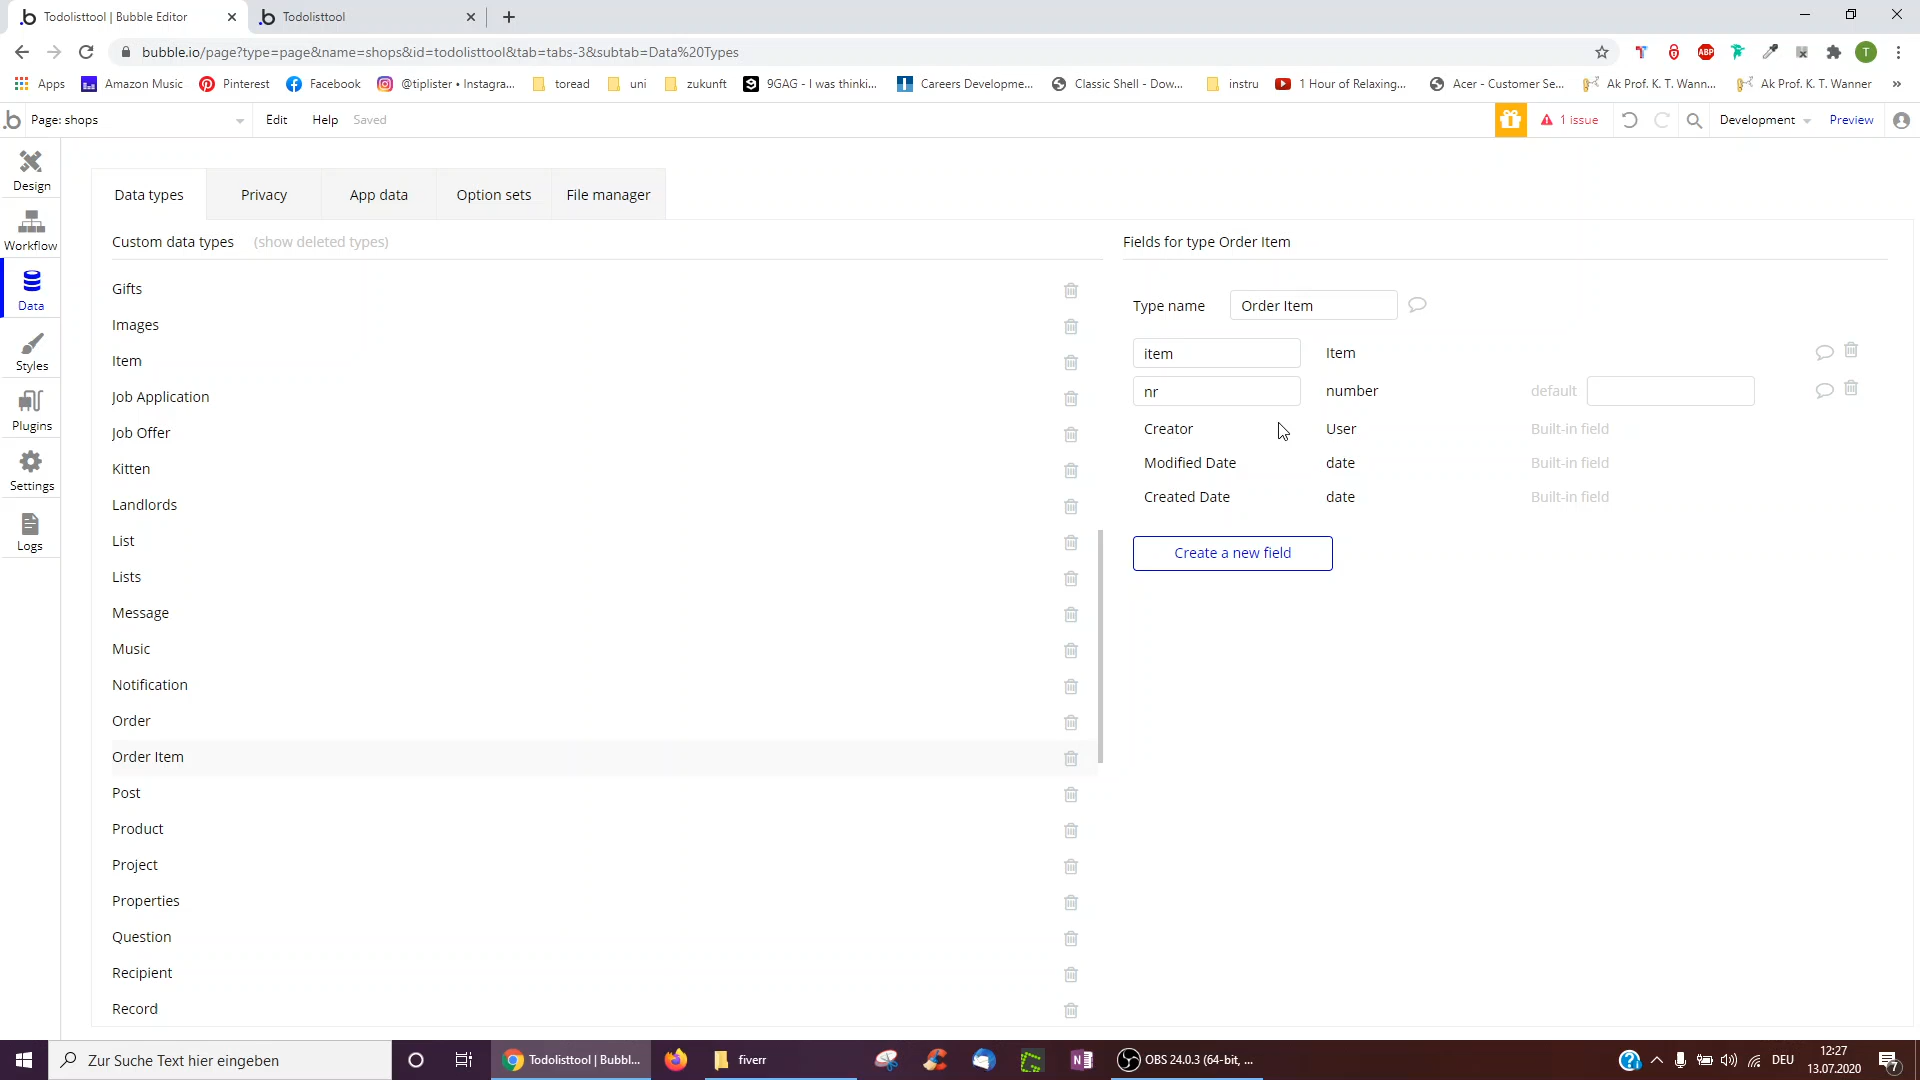 Todolisttool | Bubble Editor
Todolisttool
bubble.io/page?type=page&name=shops&id=todolisttool&tab=tabs-3&subtab=Data%20Types
Apps
Amazon Music
Pinterest
Facebook
@tiplister • Instagra...
toread
uni
zukunft
9GAG - I was thinki...
Careers Developme...
Classic Shell - Dow...
instru
1 Hour of Relaxing...
Acer - Customer Se...
Ak Prof. K. T. Wann...
Ak Prof. K. T. Wanner
»
Page: shops
Edit
Help
Saved
1 issue
Development
Preview
Design
Workflow
Data
Styles
Plugins
Settings
Logs
Data types
Privacy
App data
Option sets
File manager
Custom data types
(show deleted types)
Gifts
Images
Item
Job Application
Job Offer
Kitten
Landlords
List
Lists
Message
Music
Notification
Order
Order Item
Post
Product
Project
Properties
Question
Recipient
Record
Fields for type Order Item
Type name
Order Item
item
Item
nr
number
default
Creator
User
Built-in field
Modified Date
date
Built-in field
Created Date
date
Built-in field
Create a new field
Zur Suche Text hier eingeben
Todolisttool | Bubbl...
fiverr
OBS 24.0.3 (64-bit, ...
DEU
12:27
13.07.2020
7